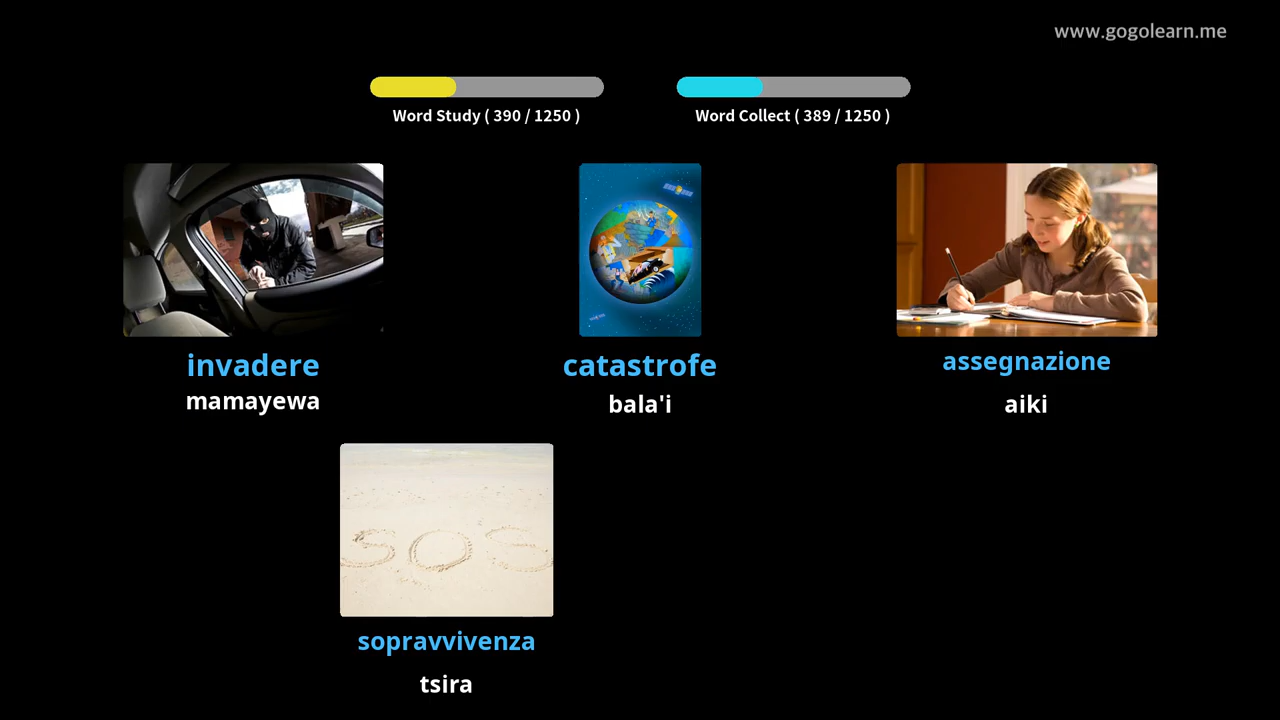 www.gogolearn.me
Word Study ( 390 / 1250 )
Word Collect ( 389 / 1250 )
invadere
mamayewa
catastrofe
bala'i
assegnazione
aiki
SOS
sopravvivenza
tsira